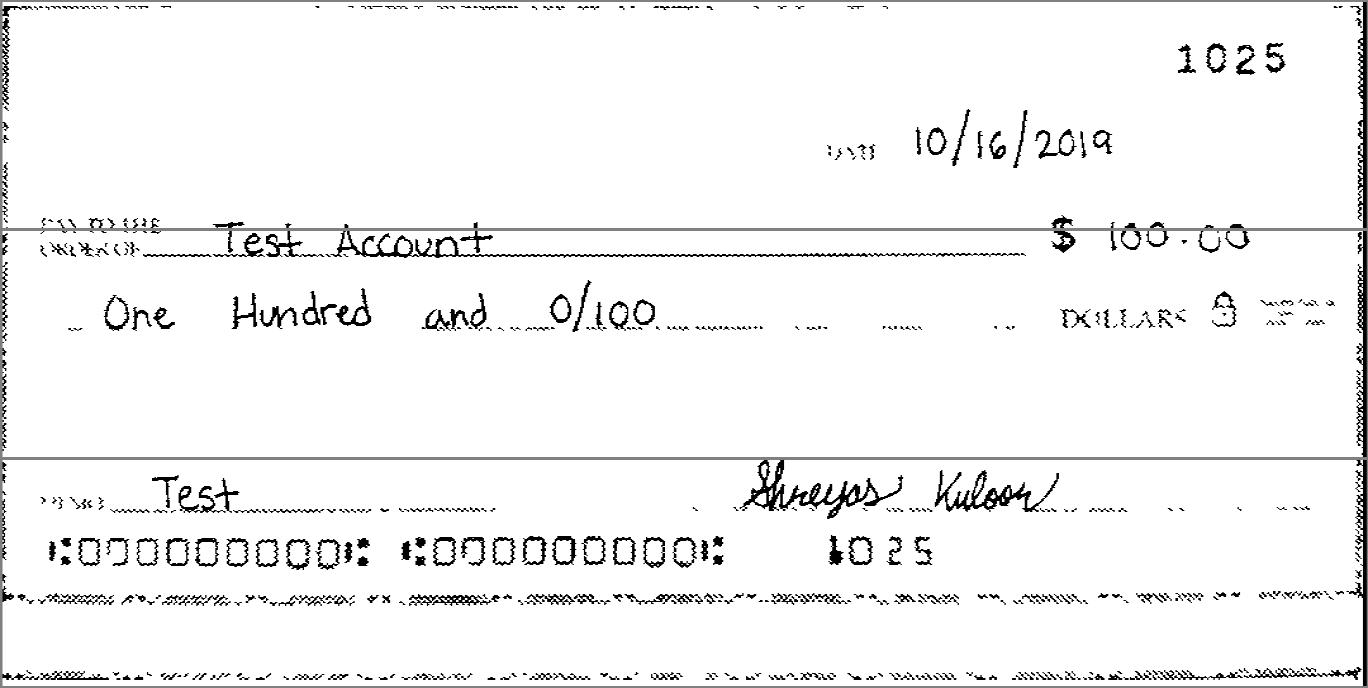 1025
DATE 10/16/2019
PAY TO THE
ORDER OF Test Account $ 100.00
One Hundred and 0/100 DOLLARS
MEMO Test Shreyas Kuloor
⑆000000000⑆ ⑆000000000⑆ 1025